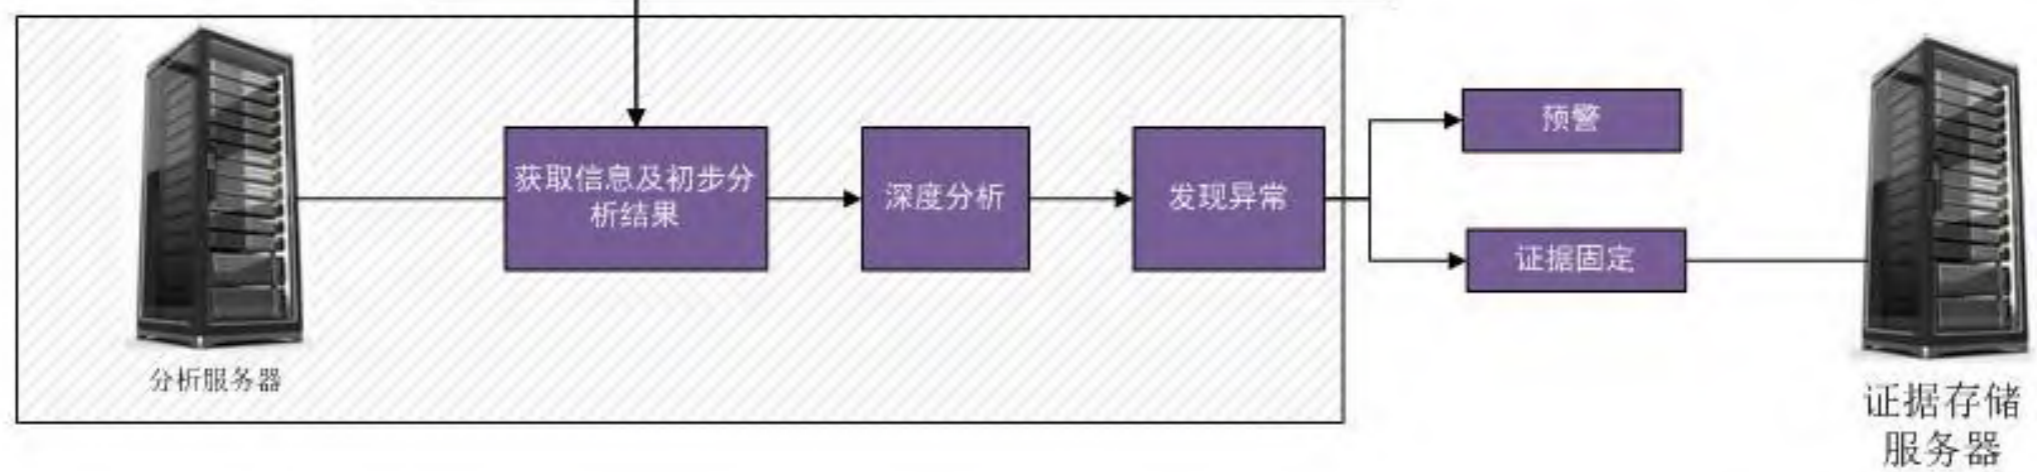 获取信息及初步分
析结果
深度分析
发现异常
预警
证据固定
分析服务器
证据存储
服务器